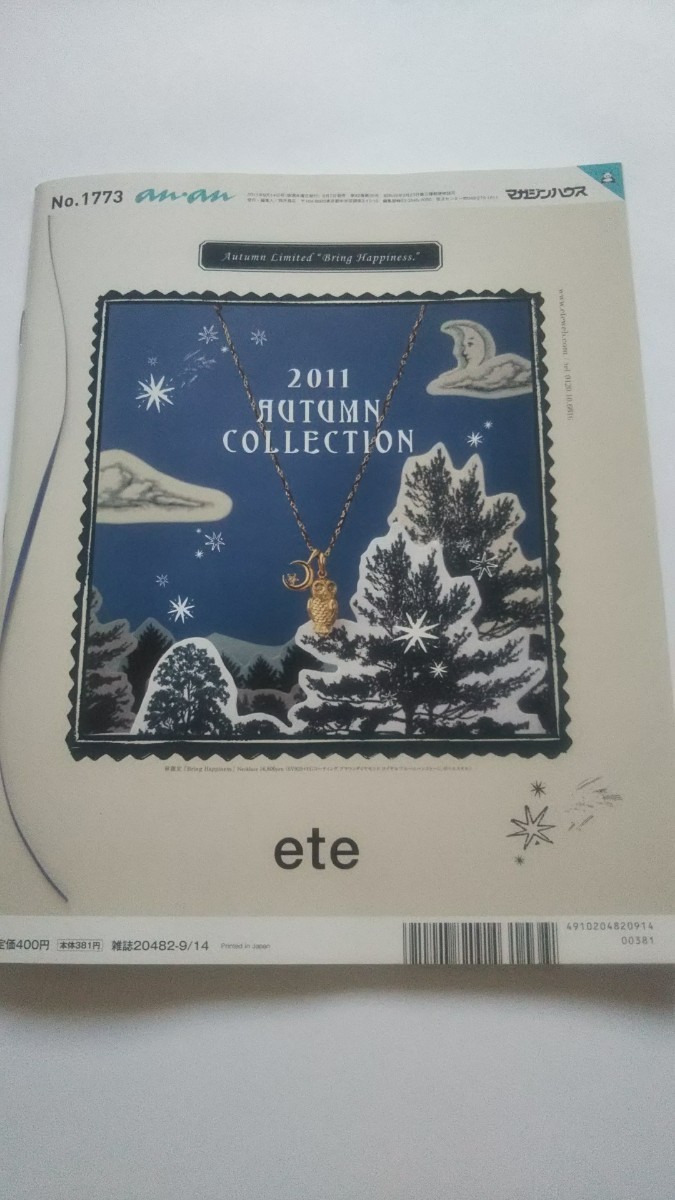 No.1773 an·an
マガジンハウス
Autumn Limited "Bring Happiness."
2011
AUTUMN
COLLECTION
ete
定価400円 本体381円 雑誌20482-9/14 Printed in Japan
4910204820914
00381